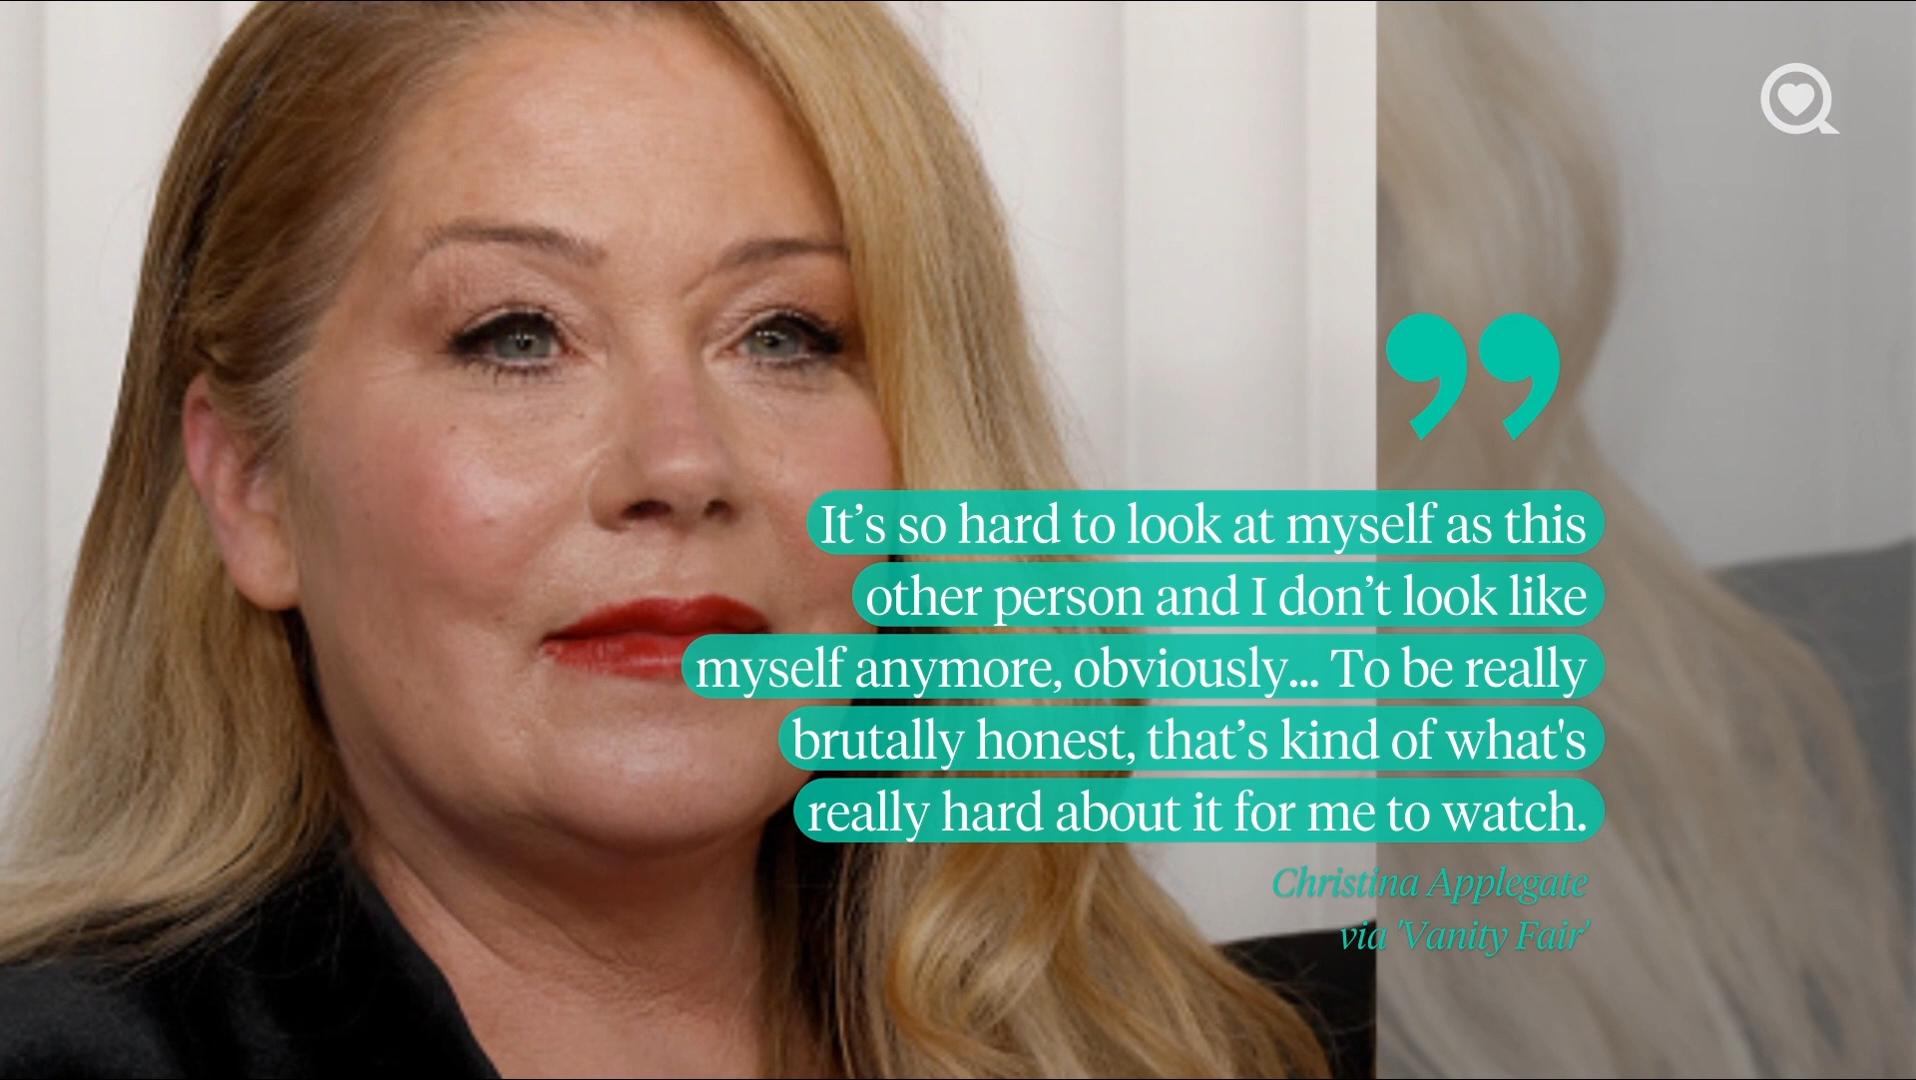 It’s so hard to look at myself as this
other person and I don’t look like
myself anymore, obviously... To be really
brutally honest, that’s kind of what's
really hard about it for me to watch.
Christina Applegate
via 'Vanity Fair'